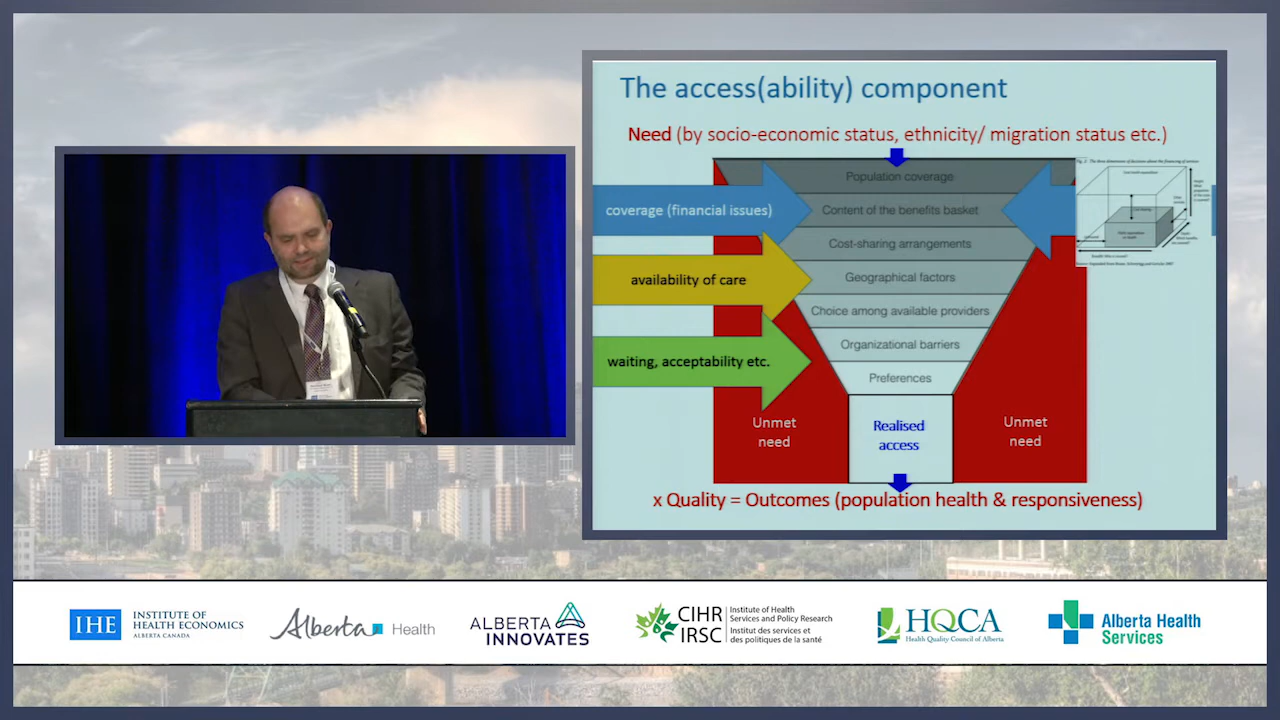 The access(ability) component
Need (by socio-economic status, ethnicity/ migration status etc.)
Population coverage
coverage (financial issues)
Content of the benefits basket
Cost-sharing arrangements
availability of care
Geographical factors
Choice among available providers
Organizational barriers
waiting, acceptability etc.
Preferences
Unmet
need
Realised
access
Unmet
need
x Quality = Outcomes (population health & responsiveness)
IHE
INSTITUTE OF
HEALTH ECONOMICS
ALBERTA CANADA
Alberta Health
ALBERTA
INNOVATES
CIHR
IRSC
Institute of Health
Services and Policy Research
Institut des services et
des politiques de la santé
HQCA
Health Quality Council of Alberta
Alberta Health
Services